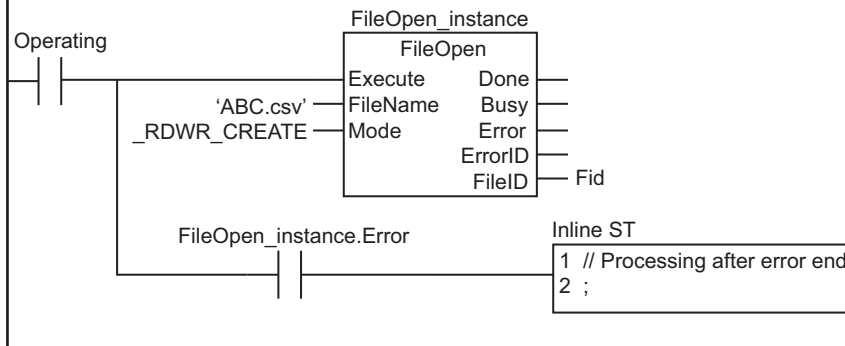 FileOpen_instance
Operating
FileOpen
Execute Done
‘ABC.csv’ FileName Busy
_RDWR_CREATE Mode Error
ErrorID
FileID Fid
FileOpen_instance.Error
Inline ST
1 // Processing after error end
2 ;